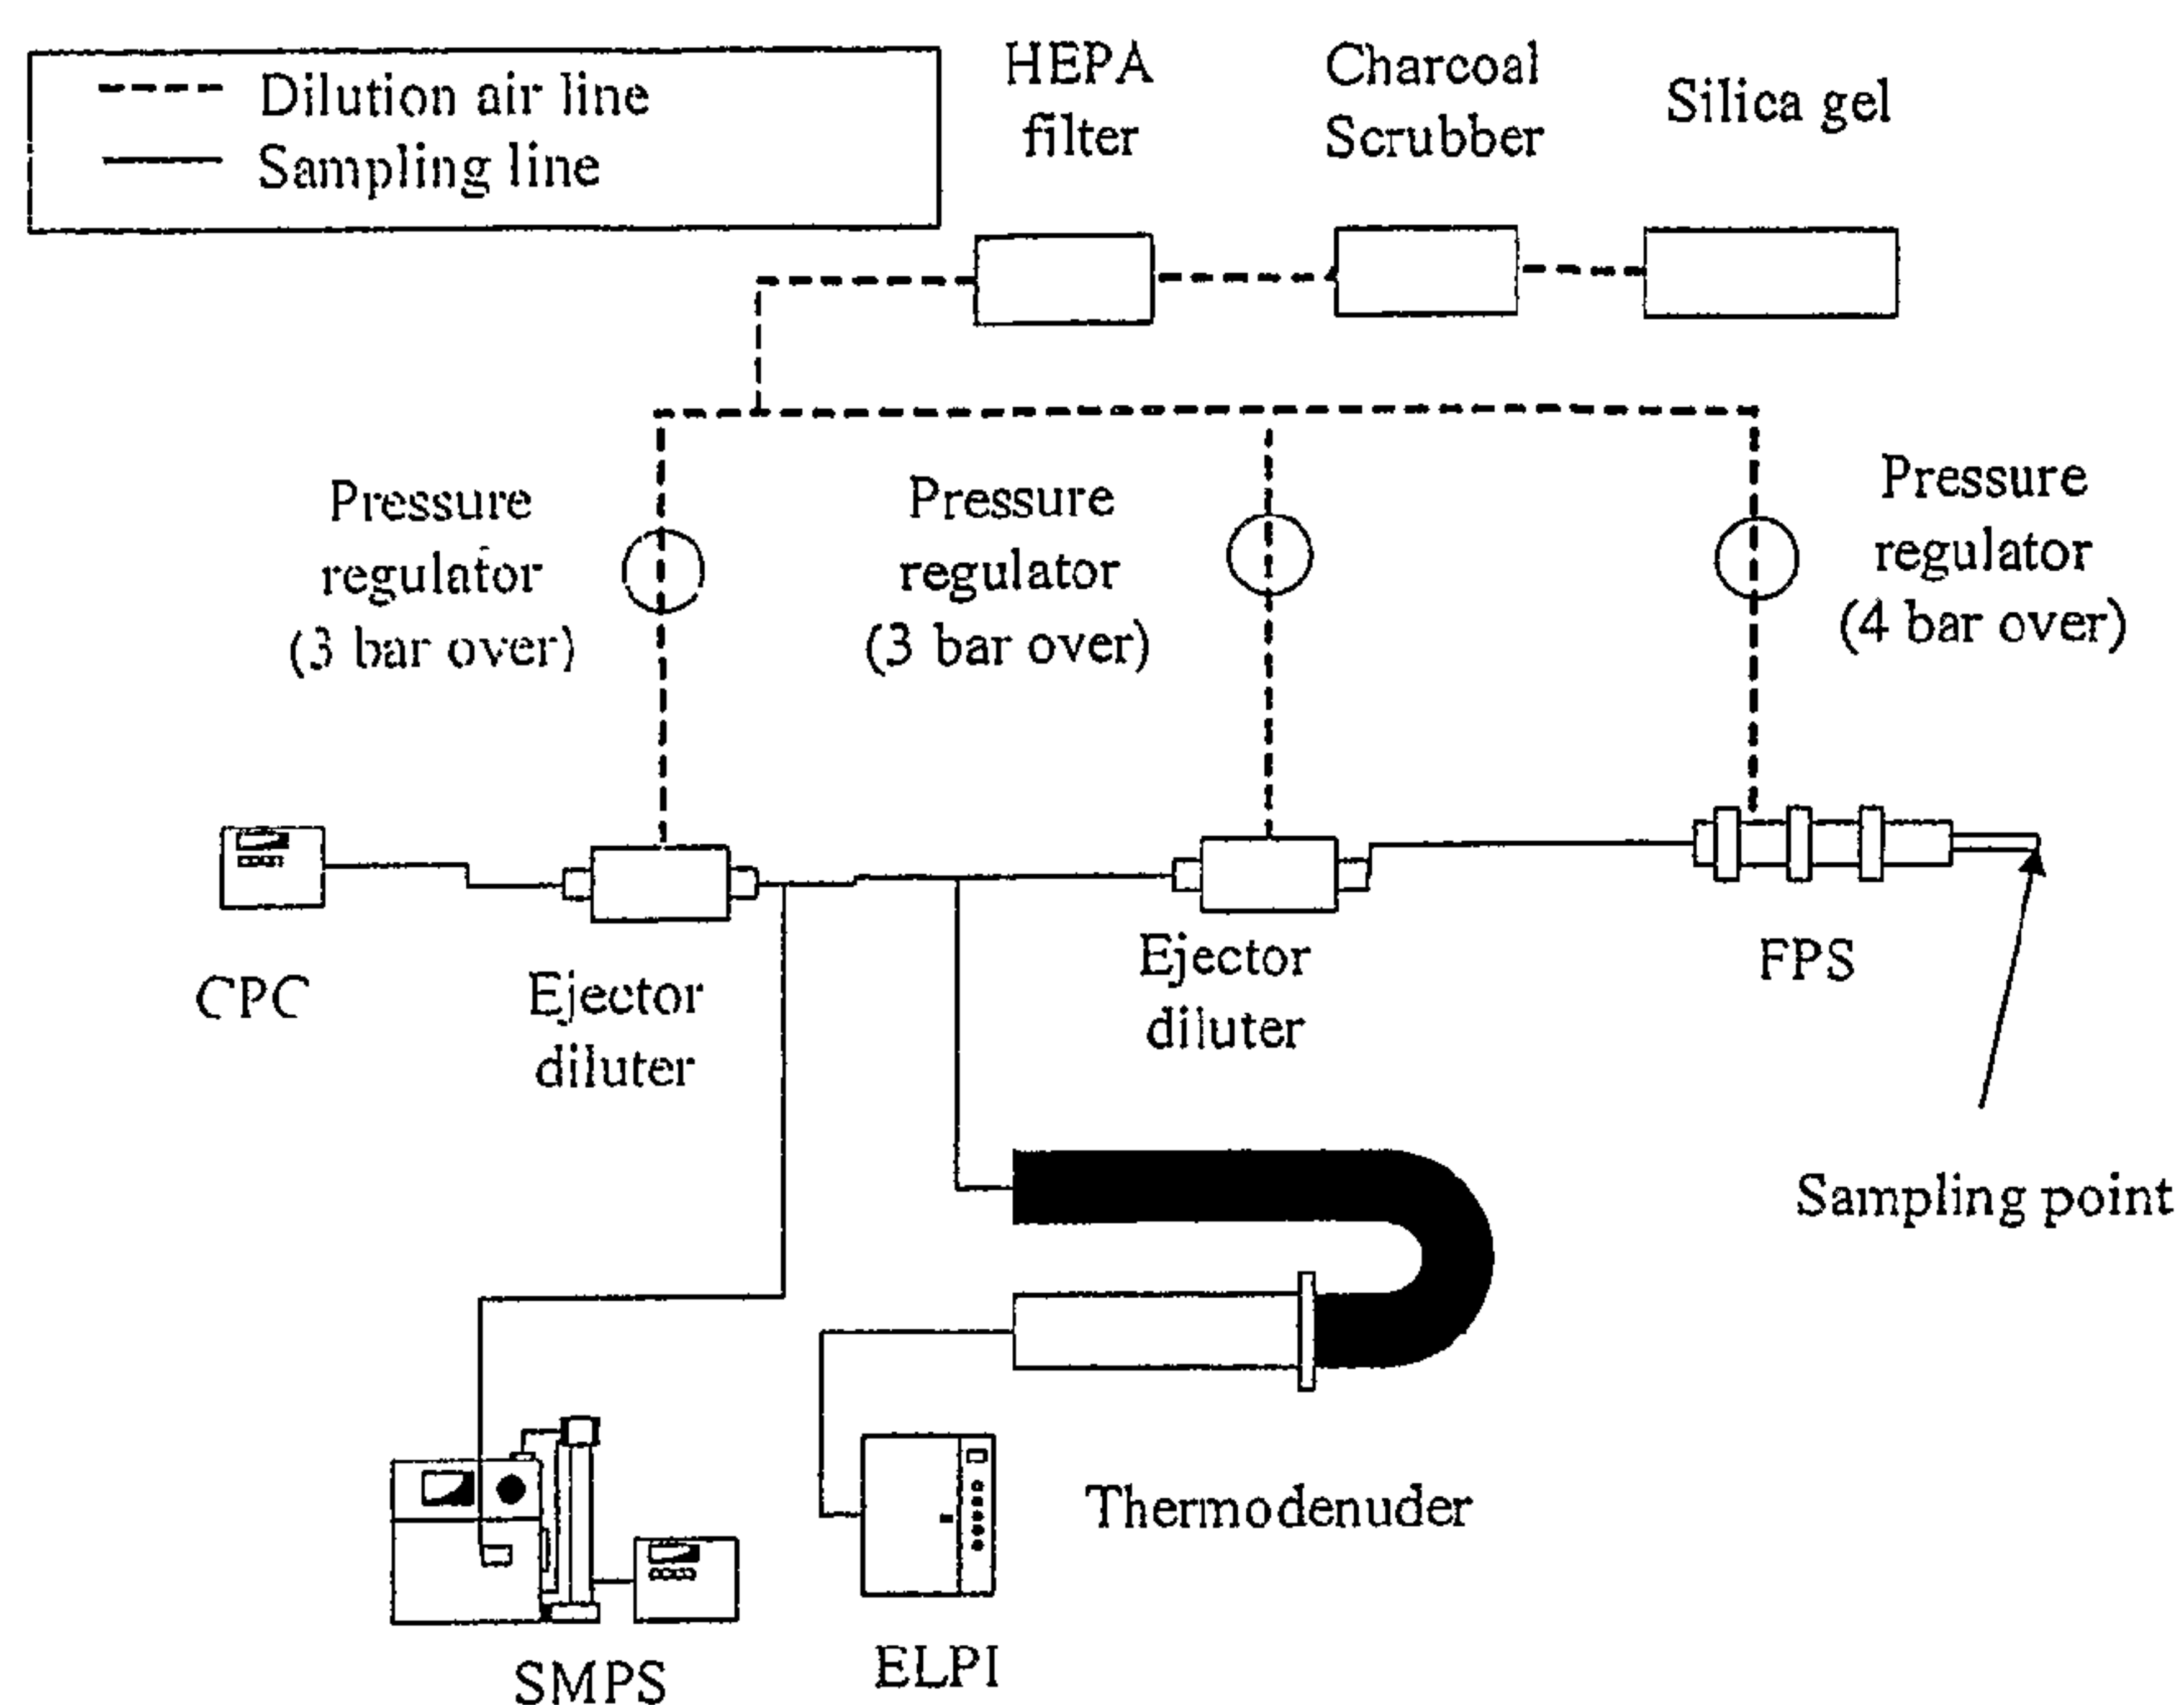 Dilution air line
Sampling line
HEPA
filter
Charcoal
Scrubber
Silica gel
Pressure
regulator
(3 bar over)
Pressure
regulator
(3 bar over)
Pressure
regulator
(4 bar over)
CPC
Ejector
diluter
Ejector
diluter
FPS
Sampling point
Thermodenuder
SMPS
ELPI